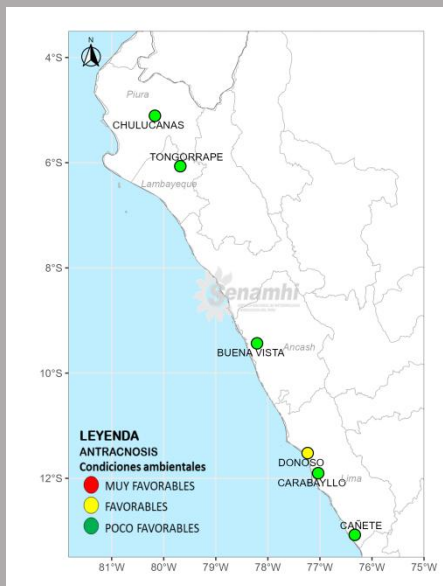 N
4°S
Piura
CHULUCANAS
TONGORRAPE
6°S
Lambayeque
8°S
Senamhi
Ancash
BUENA VISTA
10°S
LEYENDA
ANTRACNOSIS
Condiciones ambientales
MUY FAVORABLES
FAVORABLES
POCO FAVORABLES
DONOSO
Lima
CARABAYLLO
12°S
CAÑETE
81°W
80°W
79°W
78°W
77°W
76°W
75°W